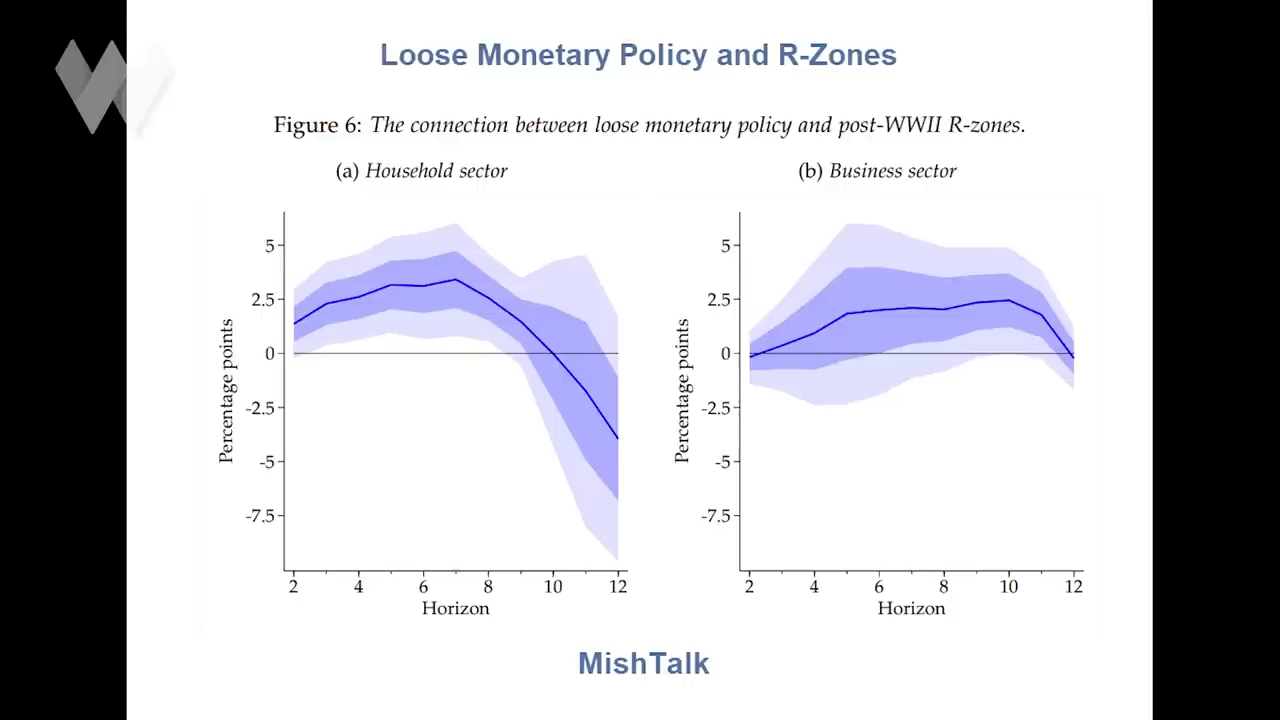 Loose Monetary Policy and R-Zones
Figure 6: The connection between loose monetary policy and post-WWII R-zones.
(a) Household sector
(b) Business sector
5
2.5
0
-2.5
-5
-7.5
Percentage points
2 4 6 8 10 12
Horizon
5
2.5
0
-2.5
-5
-7.5
Percentage points
2 4 6 8 10 12
Horizon
MishTalk